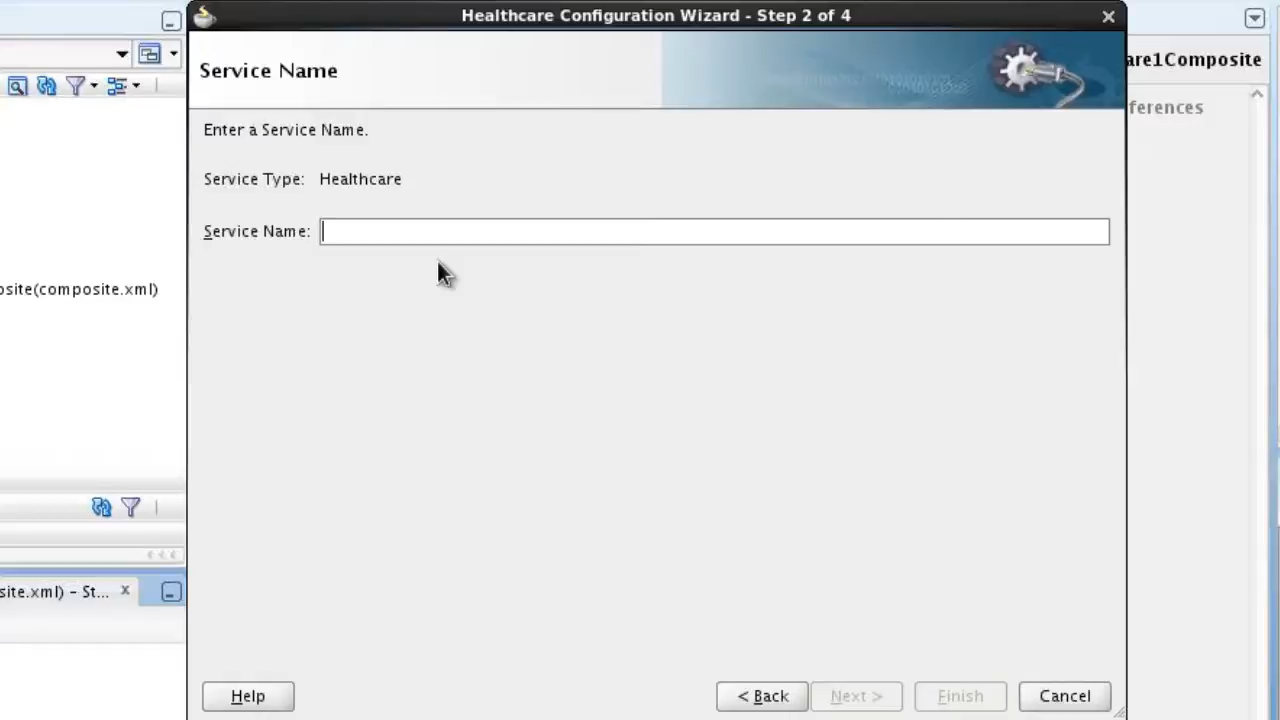 Healthcare Configuration Wizard - Step 2 of 4
Service Name
are1Composite
ferences
Enter a Service Name.
Service Type: Healthcare
Service Name:
osite(composite.xml)
site.xml) - St...
Help
< Back
Next >
Finish
Cancel